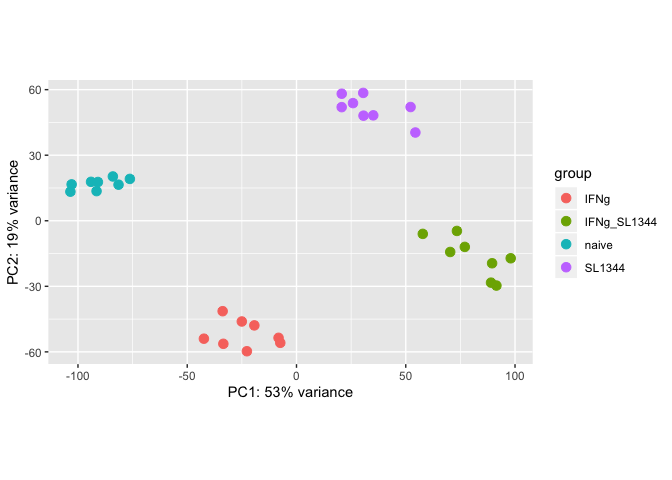 60
30
0
-30
-60
PC2: 19% variance
-100
-50
0
50
100
PC1: 53% variance
group
IFNg
IFNg_SL1344
naive
SL1344